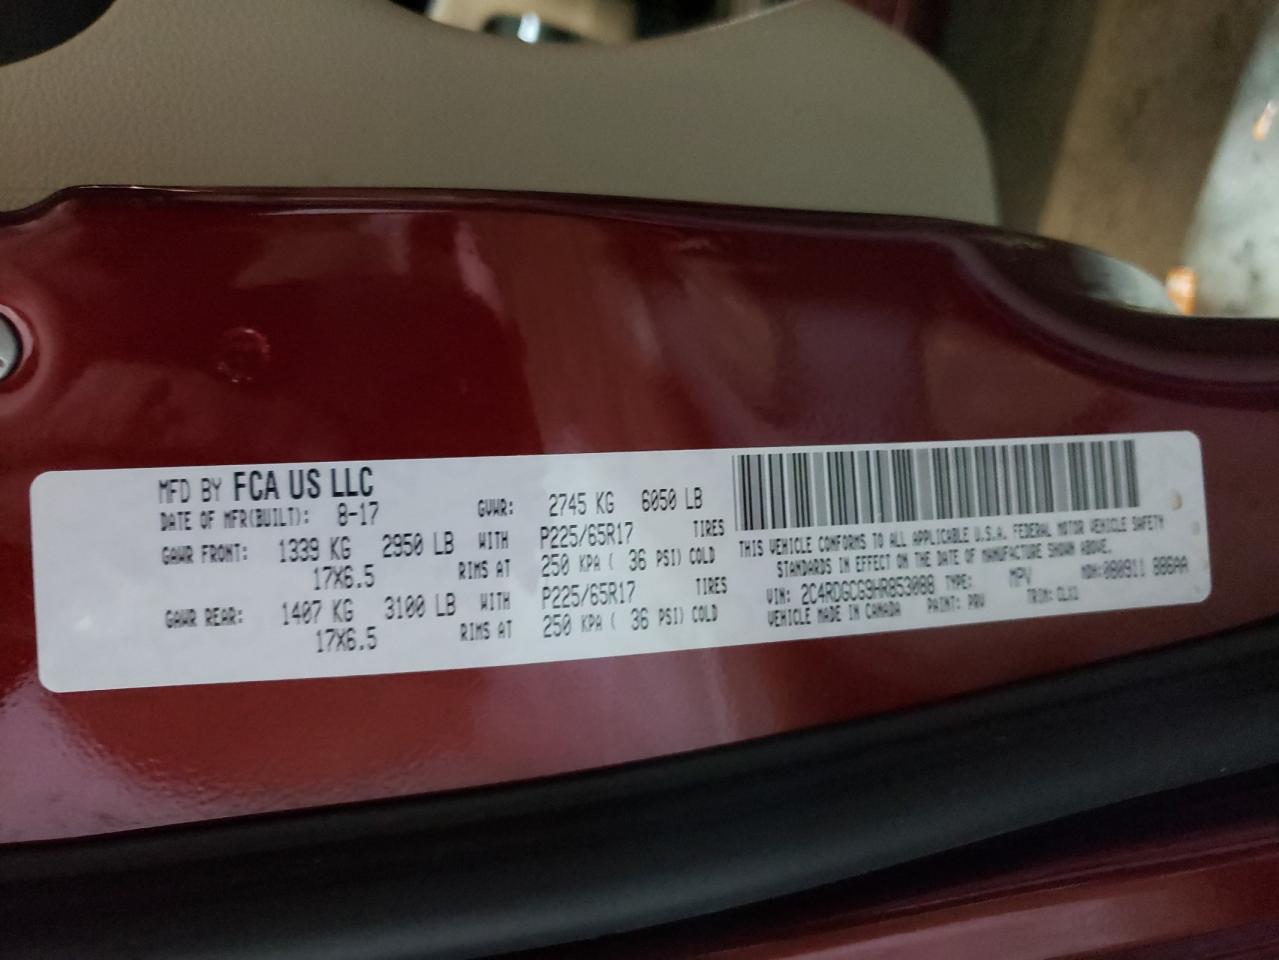 MFD BY FCA US LLC
DATE OF MFR(BUILT): 8-17 GVWR: 2745 KG 6050 LB
GAWR FRONT: 1339 KG 2950 LB WITH P225/65R17 TIRES
17X6.5 RIMS AT 250 KPA ( 36 PSI) COLD
GAWR REAR: 1407 KG 3100 LB WITH P225/65R17 TIRES
17X6.5 RIMS AT 250 KPA ( 36 PSI) COLD
THIS VEHICLE CONFORMS TO ALL APPLICABLE U.S.A. FEDERAL MOTOR VEHICLE SAFETY
STANDARDS IN EFFECT ON THE DATE OF MANUFACTURE SHOWN ABOVE.
VIN: 2C4RDGCG9HR853088 TYPE: MPV MDH:080911 886AA
VEHICLE MADE IN CANADA PAINT: PRV TRIM: